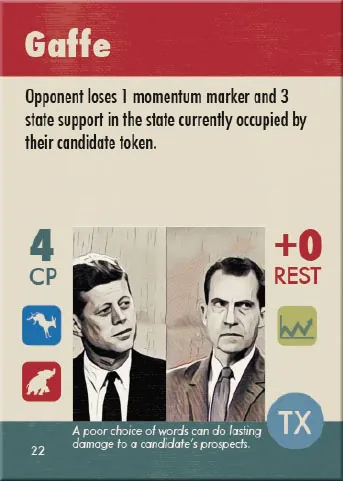 Gaffe
Opponent loses 1 momentum marker and 3
state support in the state currently occupied by
their candidate token.
4
CP
+0
REST
TX
A poor choice of words can do lasting
damage to a candidate's prospects.
22